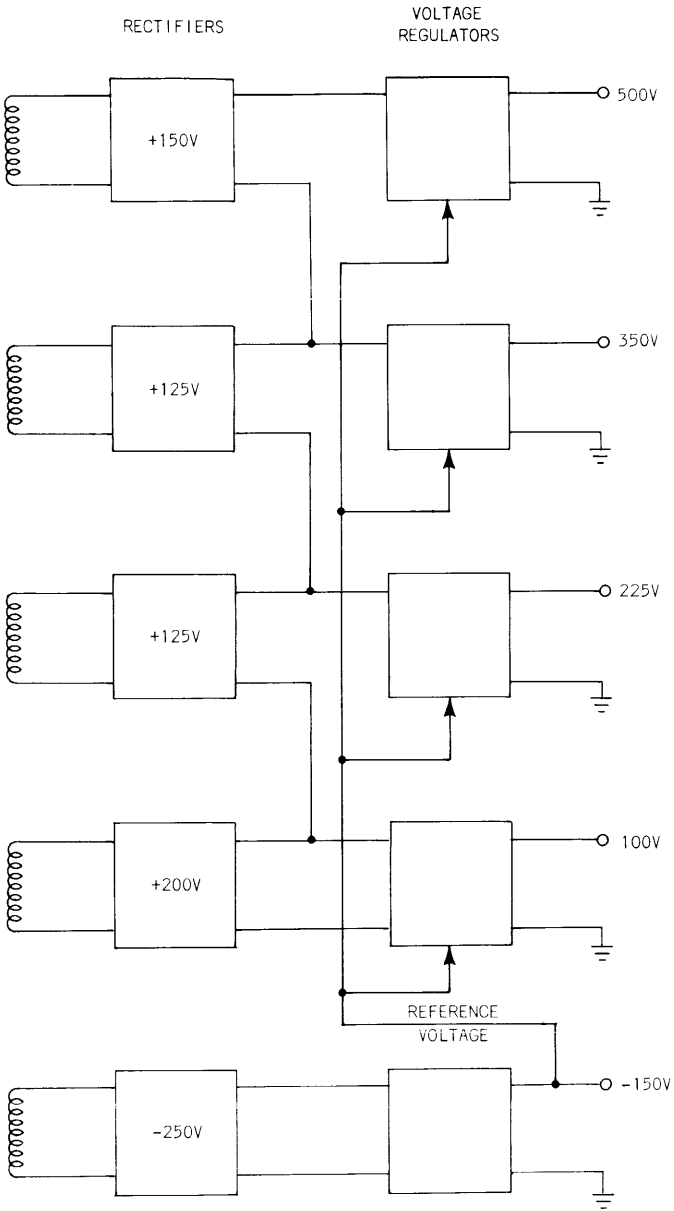 RECTIFIERS
VOLTAGE
REGULATORS
+150V
500V
+125V
350V
+125V
225V
+200V
100V
REFERENCE
VOLTAGE
-250V
-150V